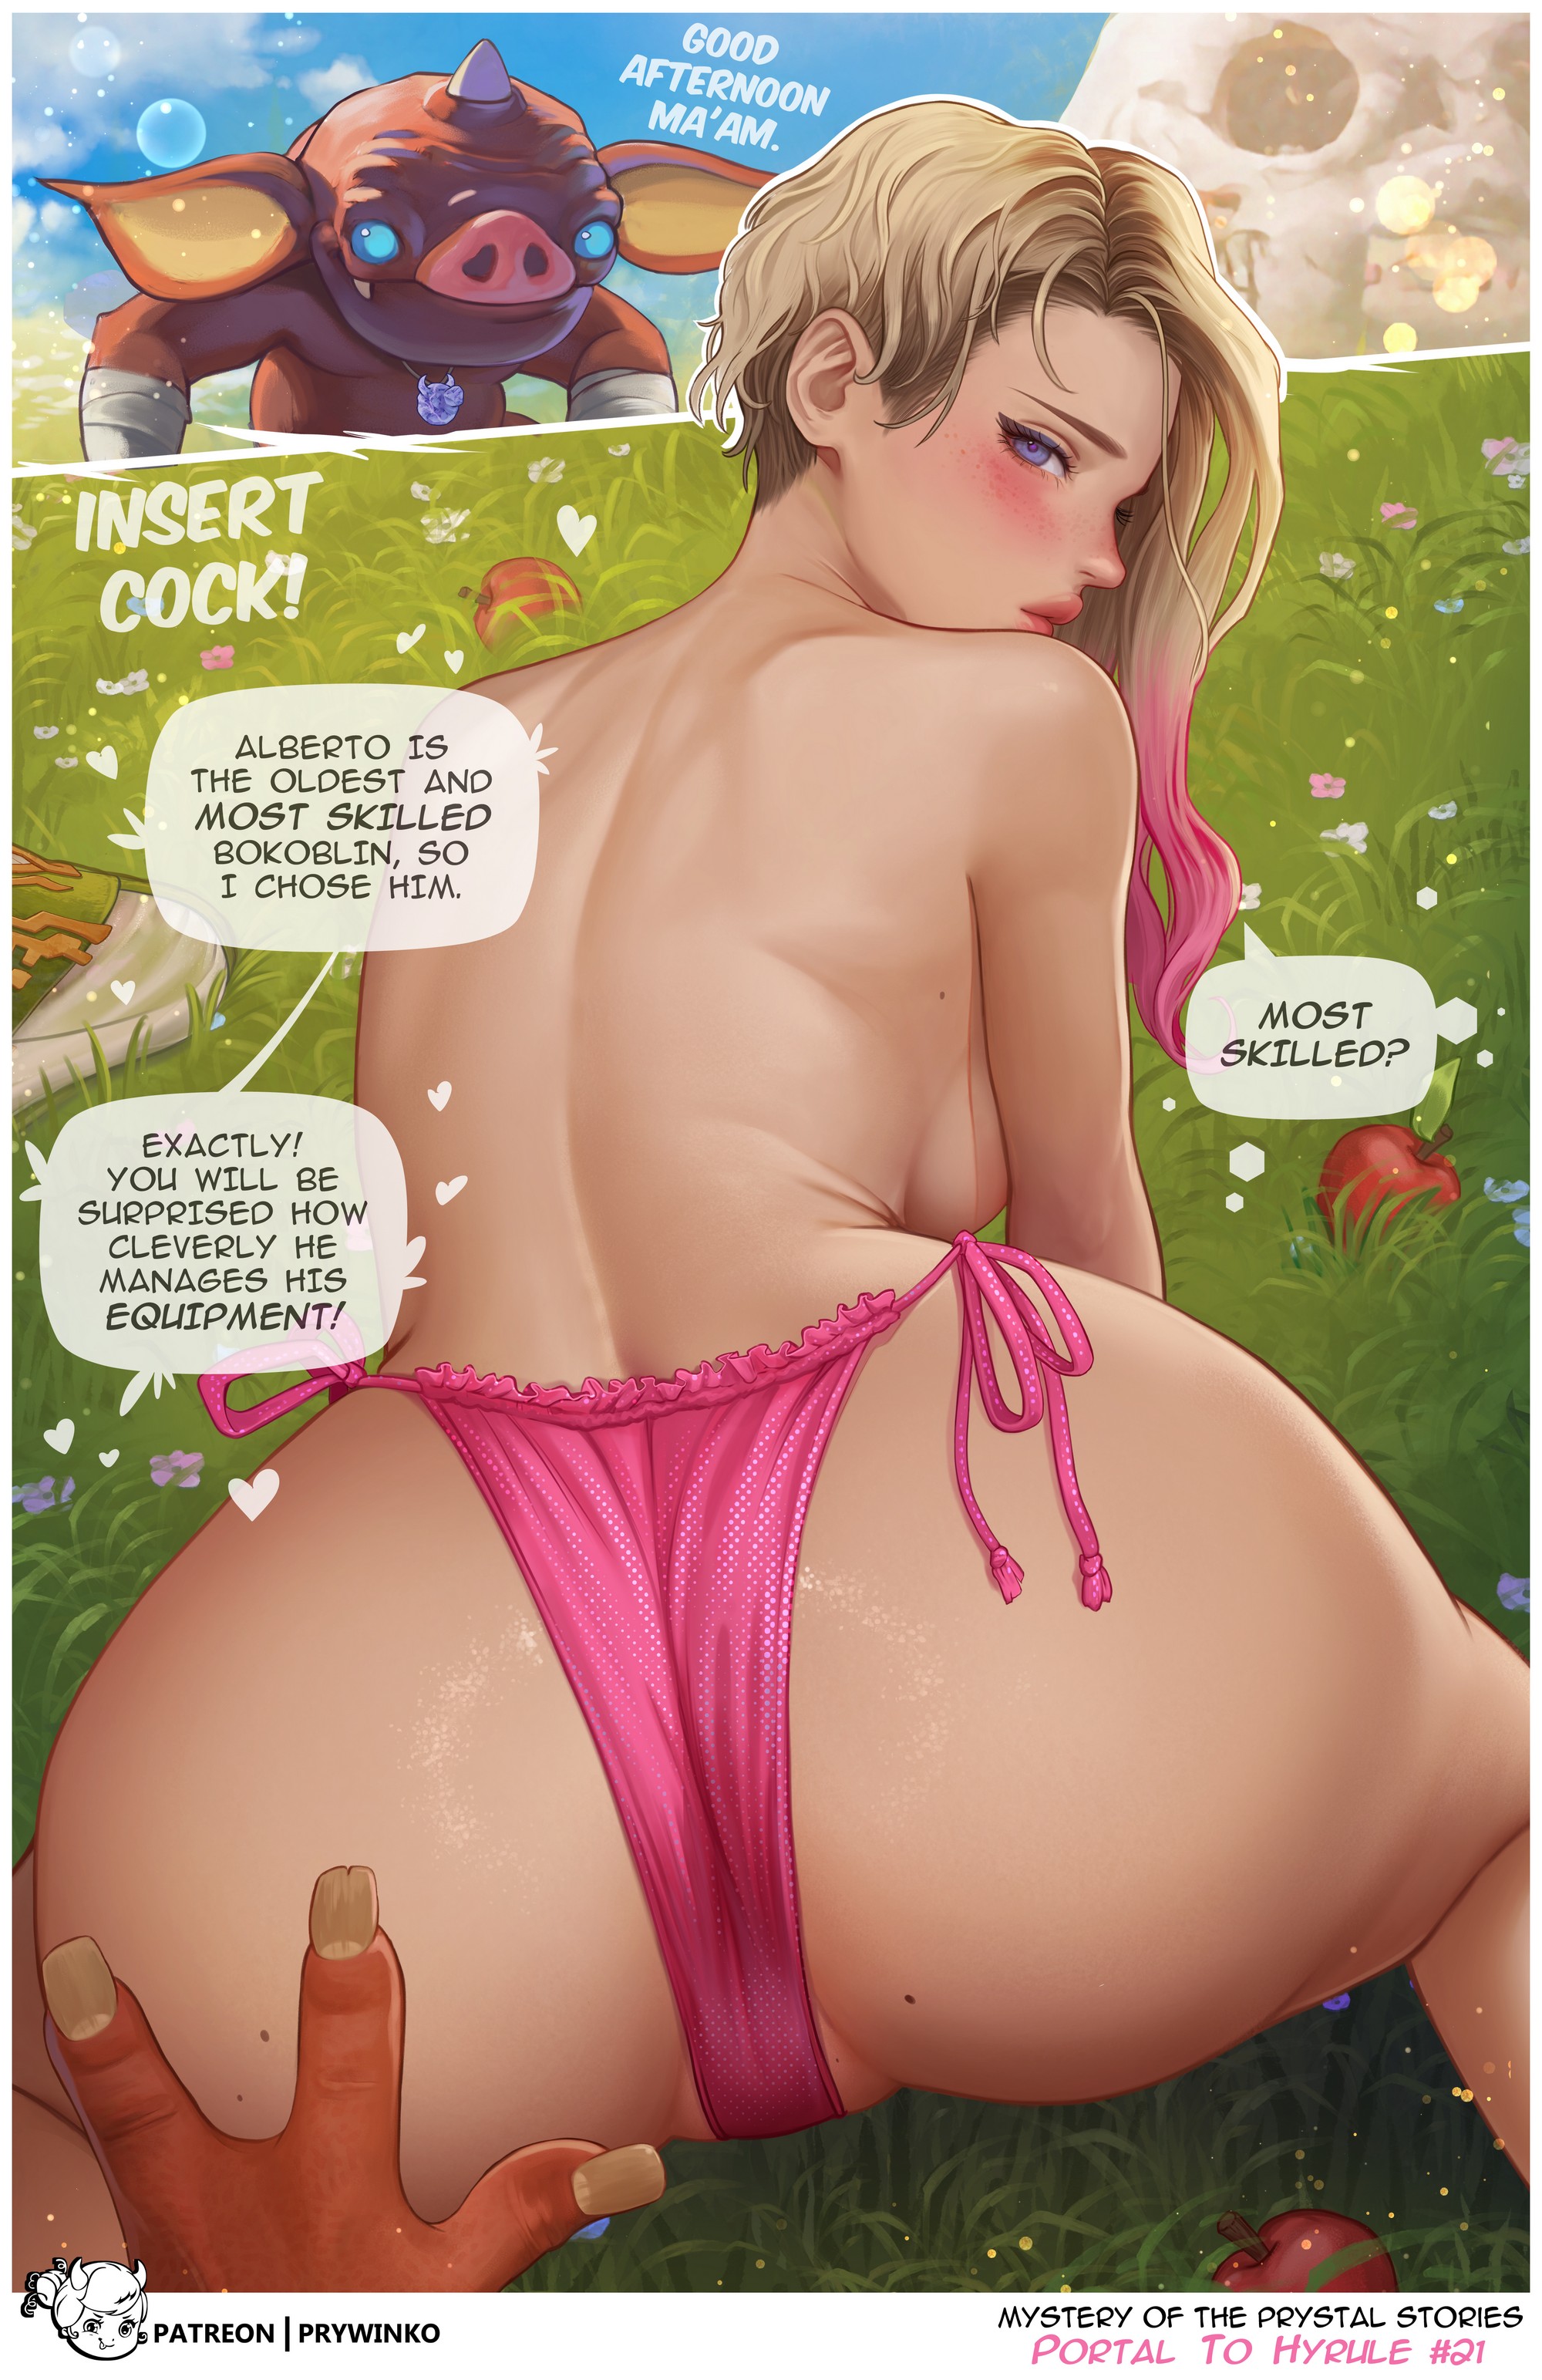 GOOD
AFTERNOON
MA'AM.
INSERT
COCK!
ALBERTO IS
THE OLDEST AND
MOST SKILLED
BOKOBLIN, SO
I CHOSE HIM.
MOST
SKILLED?
EXACTLY!
YOU WILL BE
SURPRISED HOW
CLEVERLY HE
MANAGES HIS
EQUIPMENT!
PATREON | PRYWINKO
MYSTERY OF THE PRYSTAL STORIES
PORTAL TO HYRULE #21